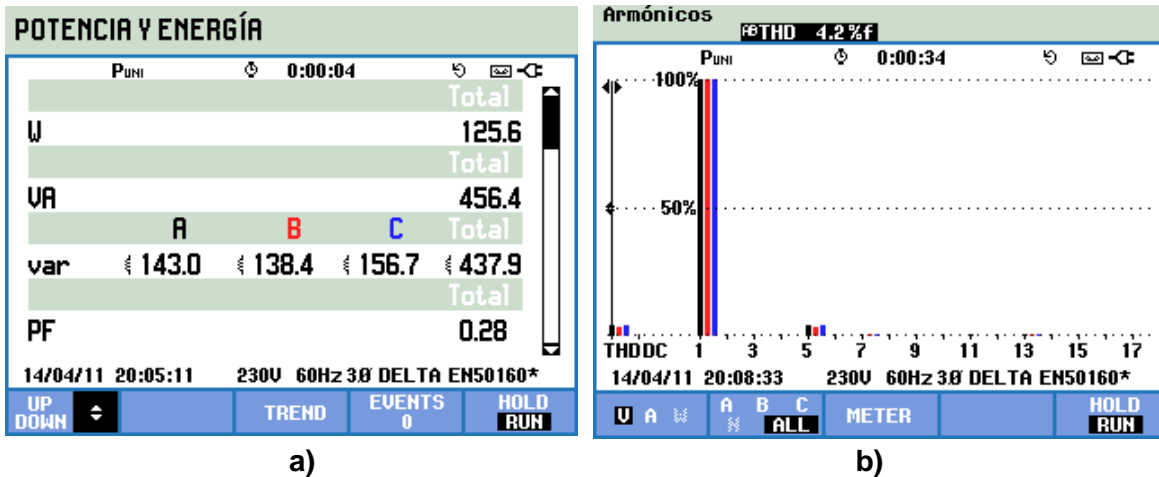 POTENCIA Y ENERGÍA
PUNI 0:00:04
Total
W 125.6
Total
VA 456.4
A B C Total
var 143.0 138.4 156.7 437.9
Total
PF 0.28
14/04/11 20:05:11 230V 60Hz 3Ø DELTA EN50160*
UP DOWN TREND EVENTS 0 HOLD RUN
a)
Armónicos
AB THD 4.2%f
PUNI 0:00:34
100%
50%
THD DC 1 3 5 7 9 11 13 15 17
14/04/11 20:08:33 230V 60Hz 3Ø DELTA EN50160*
V A W A B C N ALL METER HOLD RUN
b)